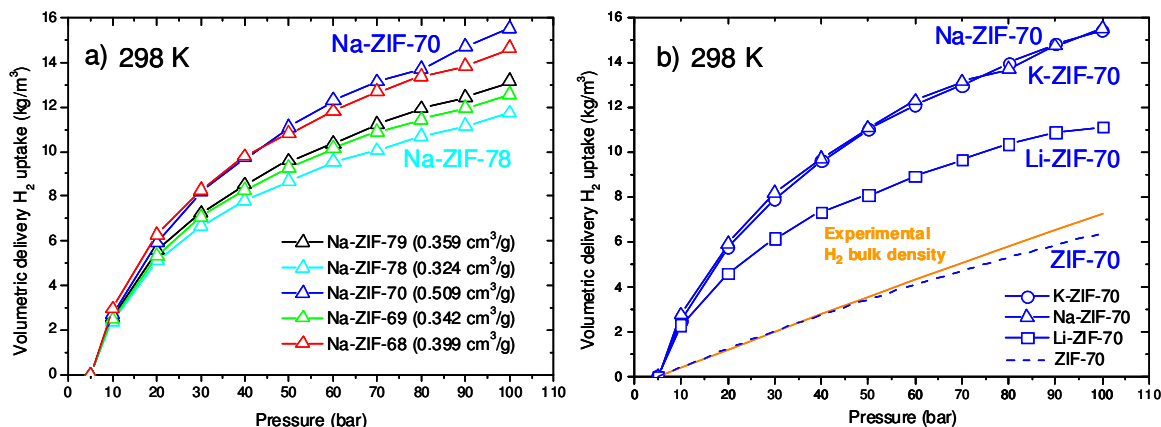 a) 298 K
Na-ZIF-70
Na-ZIF-78
Na-ZIF-79 (0.359 cm³/g)
Na-ZIF-78 (0.324 cm³/g)
Na-ZIF-70 (0.509 cm³/g)
Na-ZIF-69 (0.342 cm³/g)
Na-ZIF-68 (0.399 cm³/g)
Volumetric delivery H₂ uptake (kg/m³)
16
14
12
10
8
6
4
2
0
0 10 20 30 40 50 60 70 80 90 100 110
Pressure (bar)
b) 298 K
Na-ZIF-70
K-ZIF-70
Li-ZIF-70
Experimental
H₂ bulk density
ZIF-70
K-ZIF-70
Na-ZIF-70
Li-ZIF-70
ZIF-70
Volumetric delivery H₂ uptake (kg/m³)
16
14
12
10
8
6
4
2
0
0 10 20 30 40 50 60 70 80 90 100 110
Pressure (bar)